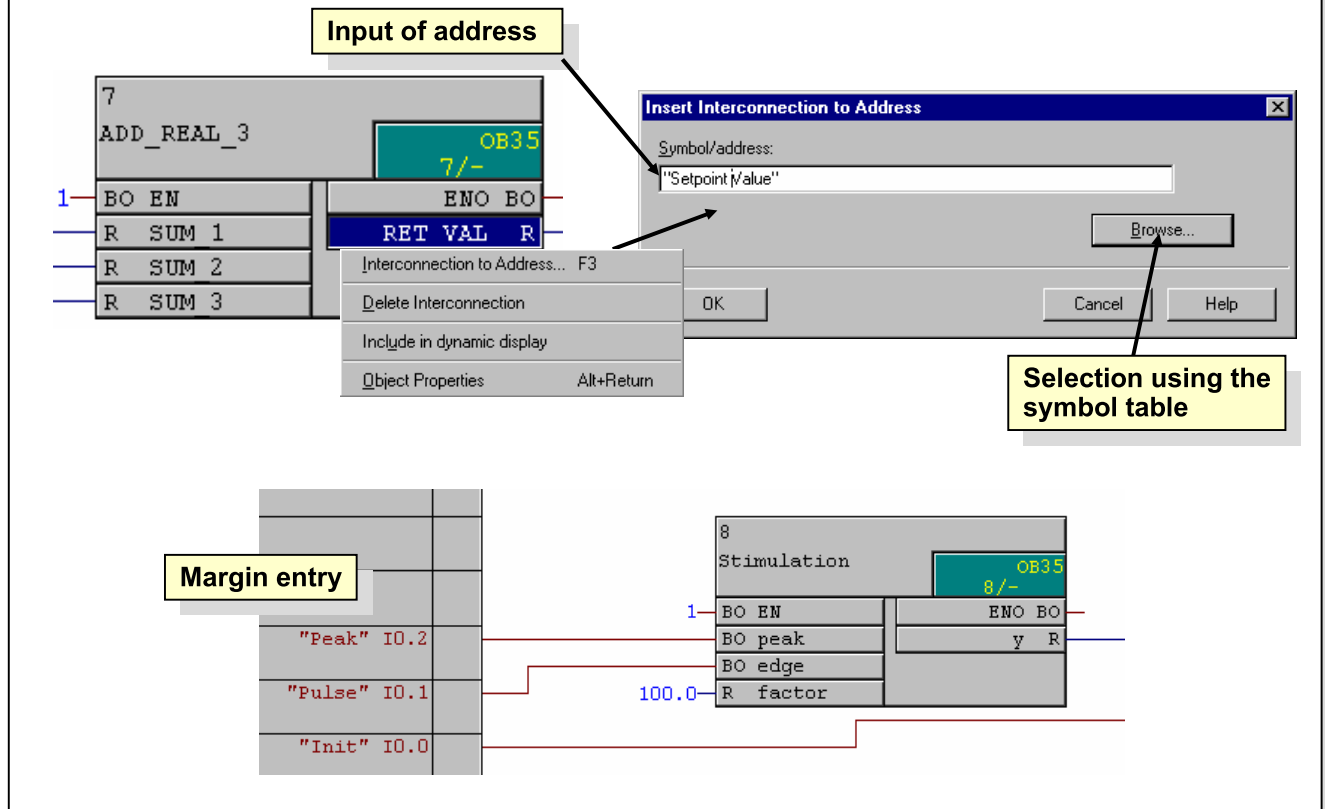 Input of address
7
ADD_REAL_3
OB35
7/-
1
BO EN
ENO BO
R SUM_1
RET VAL R
R SUM_2
R SUM_3
Interconnection to Address... F3
Delete Interconnection
Include in dynamic display
Object Properties Alt+Return
Insert Interconnection to Address
Symbol/address:
"Setpoint Value"
Browse...
OK
Cancel
Help
Selection using the
symbol table
Margin entry
"Peak" I0.2
"Pulse" I0.1
"Init" I0.0
8
Stimulation
OB35
8/-
1
BO EN
ENO BO
BO peak
y R
BO edge
100.0
R factor